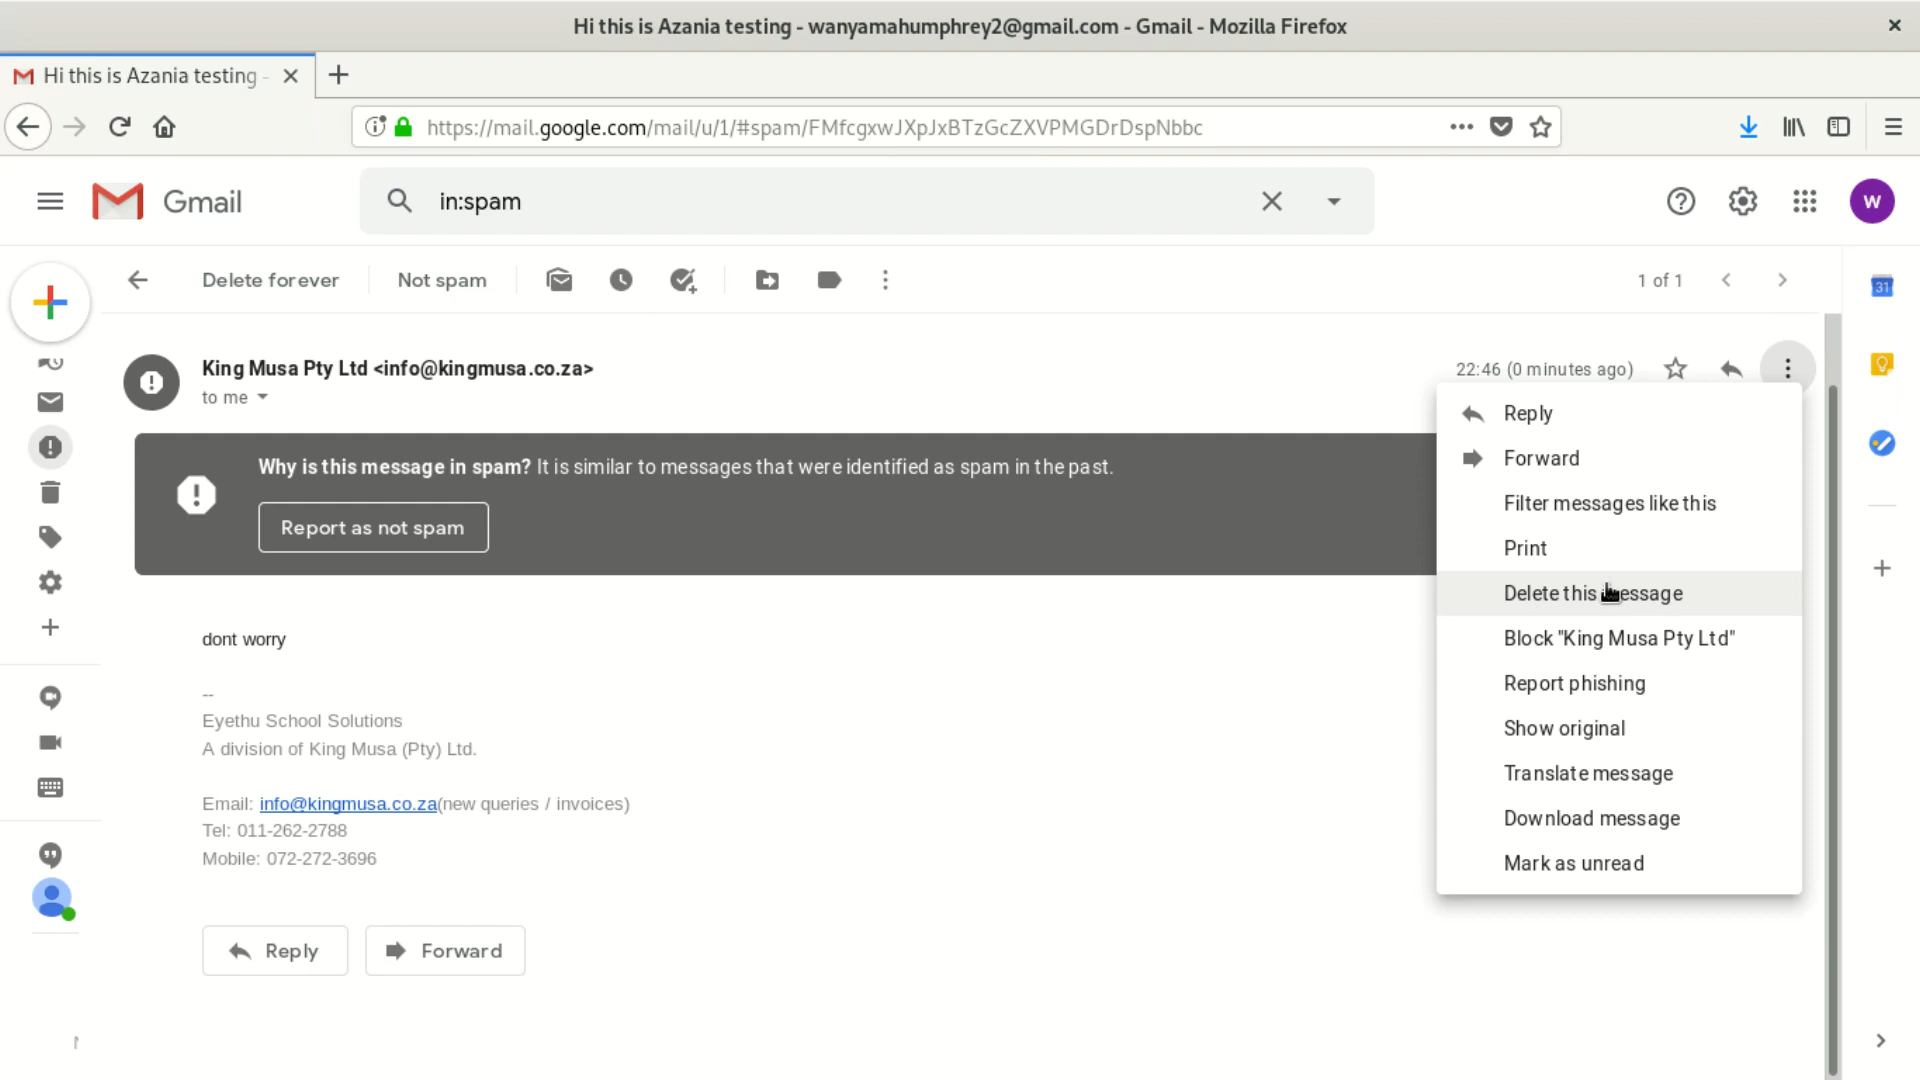 Hi this is Azania testing - wanyamahumphrey2@gmail.com - Gmail - Mozilla Firefox
Hi this is Azania testing -
https://mail.google.com/mail/u/1/#spam/FMfcgxwJXpJxBTzGcZXVPMGDrDspNbbc
Gmail
in:spam
W
Delete forever
Not spam
1 of 1
31
King Musa Pty Ltd <info@kingmusa.co.za>
22:46 (0 minutes ago)
to me
Why is this message in spam? It is similar to messages that were identified as spam in the past.
Report as not spam
Reply
Forward
Filter messages like this
Print
Delete this message
Block "King Musa Pty Ltd"
Report phishing
Show original
Translate message
Download message
Mark as unread
dont worry
--
Eyethu School Solutions
A division of King Musa (Pty) Ltd.
Email: info@kingmusa.co.za(new queries / invoices)
Tel: 011-262-2788
Mobile: 072-272-3696
Reply
Forward